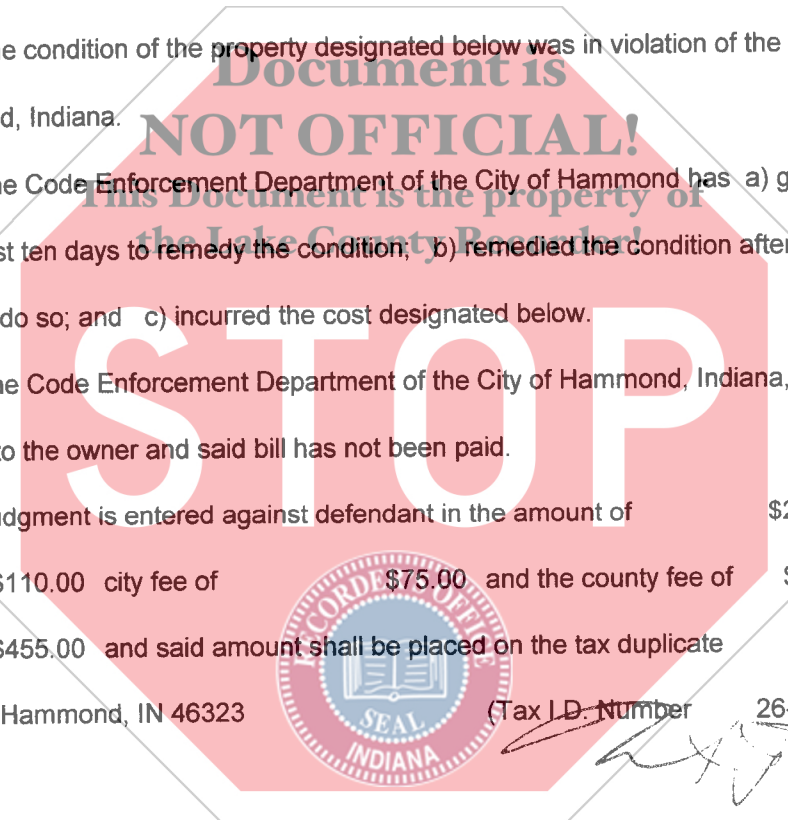 e condition of the property designated below was in violation of the
Document is
d, Indiana.
NOT OFFICIAL!
e Code Enforcement Department of the City of Hammond has a) g
This Document is the property of
st ten days to remedy the condition; b) remedied the condition after
the Lake County Recorder!
do so; and c) incurred the cost designated below.
STOP
e Code Enforcement Department of the City of Hammond, Indiana,
to the owner and said bill has not been paid.
dgment is entered against defendant in the amount of $2
$110.00 city fee of $75.00 and the county fee of $
$455.00 and said amount shall be placed on the tax duplicate
Hammond, IN 46323 (Tax I.D. Number 26-
RECORDER'S OFFICE
SEAL
INDIANA